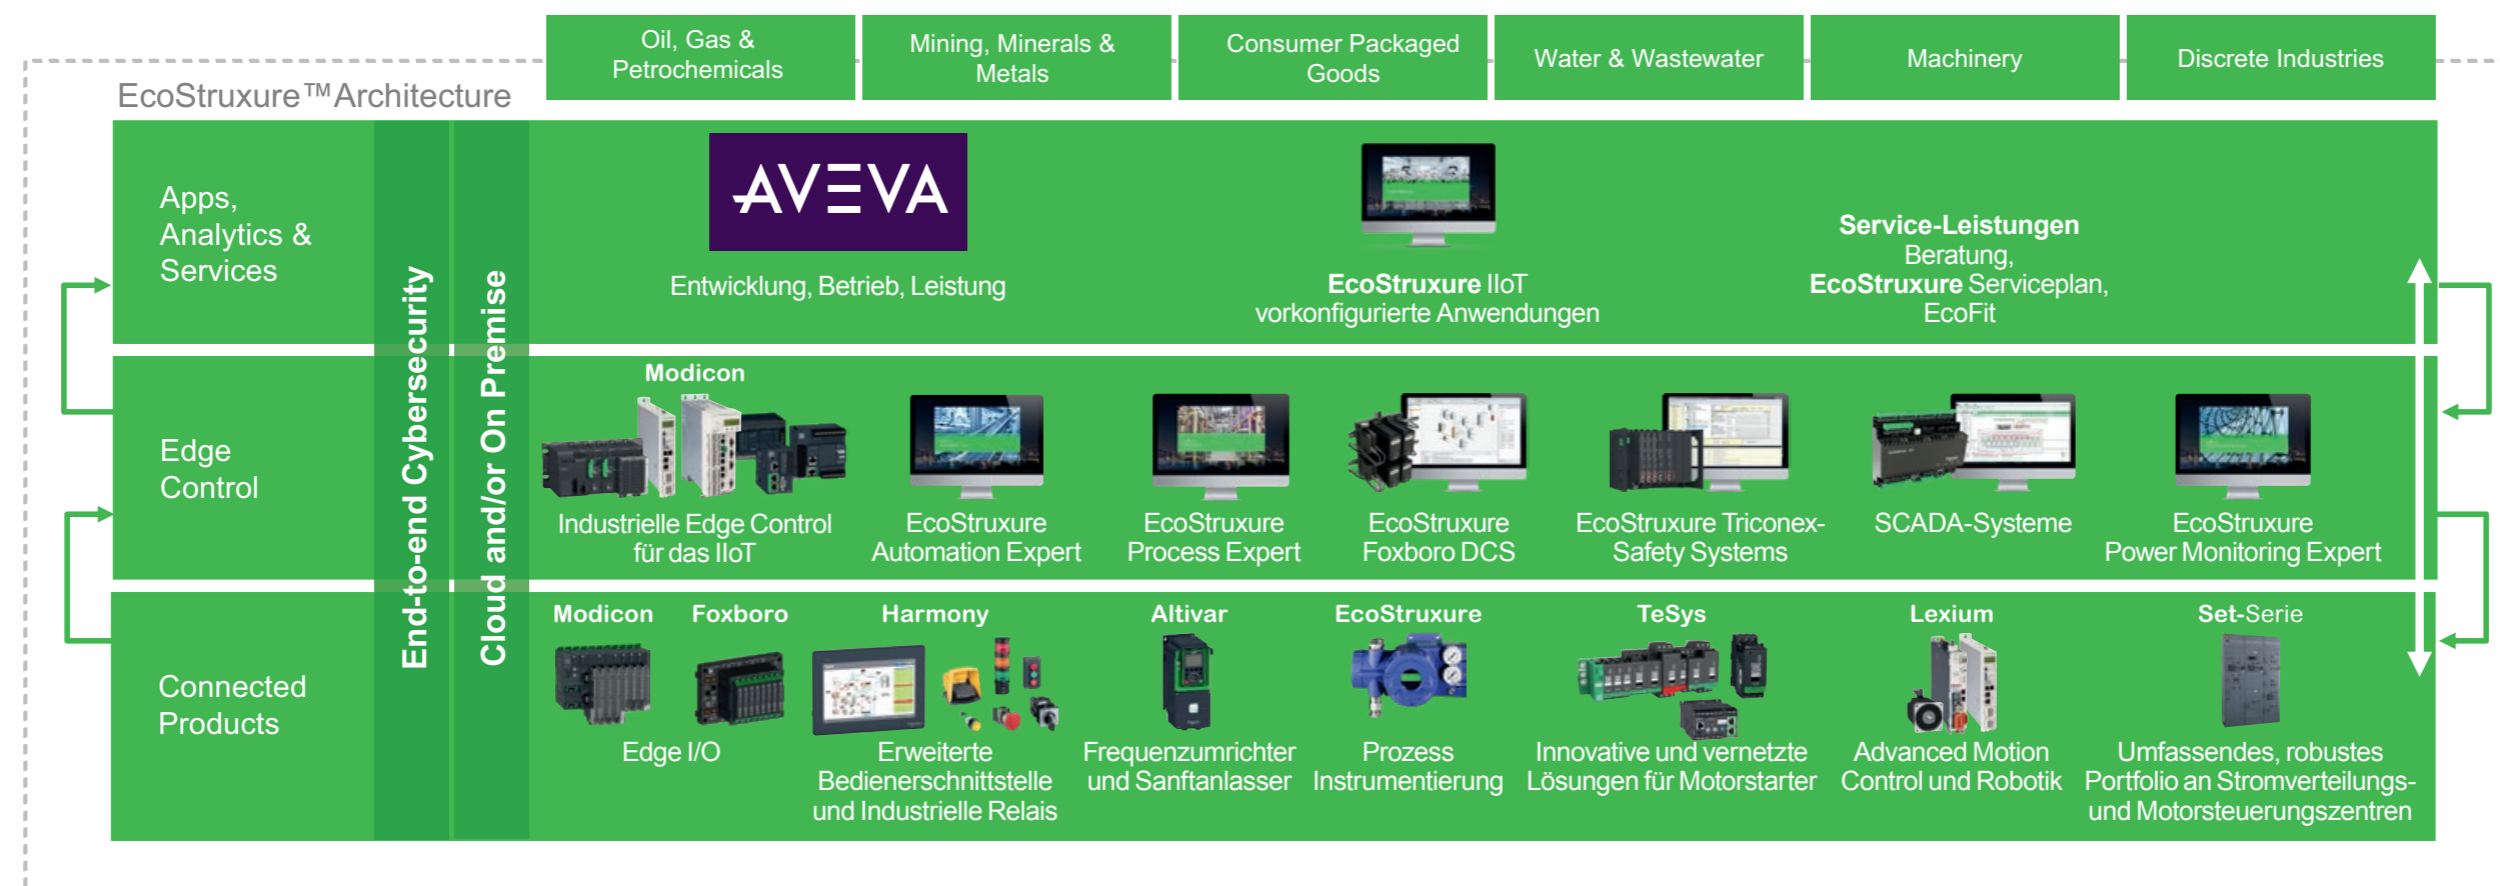 Oil, Gas &
Petrochemicals
Mining, Minerals &
Metals
Consumer Packaged
Goods
Water & Wastewater
Machinery
Discrete Industries
EcoStruxure™Architecture
Apps,
Analytics &
Services
End-to-end Cybersecurity
Cloud and/or On Premise
AVEVA
Entwicklung, Betrieb, Leistung
EcoStruxure IIoT
vorkonfigurierte Anwendungen
Service-Leistungen
Beratung,
EcoStruxure Serviceplan,
EcoFit
Edge
Control
Modicon
Industrielle Edge Control
für das IIoT
EcoStruxure
Automation Expert
EcoStruxure
Process Expert
EcoStruxure
Foxboro DCS
EcoStruxure Triconex-
Safety Systems
SCADA-Systeme
EcoStruxure
Power Monitoring Expert
Connected
Products
Modicon
Foxboro
Edge I/O
Harmony
Erweiterte
Bedienerschnittstelle
und Industrielle Relais
Altivar
Frequenzumrichter
und Sanftanlasser
EcoStruxure
Prozess
Instrumentierung
TeSys
Innovative und vernetzte
Lösungen für Motorstarter
Lexium
Advanced Motion
Control und Robotik
Set-Serie
Umfassendes, robustes
Portfolio an Stromverteilungs-
und Motorsteuerungszentren